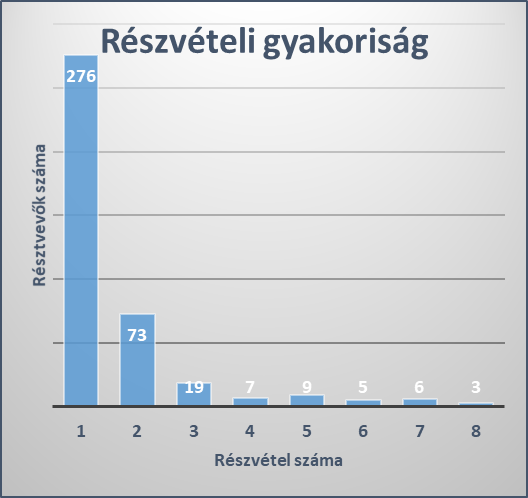 Részvételi gyakoriság
Résztvevők száma
276
73
19
7
9
5
6
3
1 2 3 4 5 6 7 8
Részvétel száma